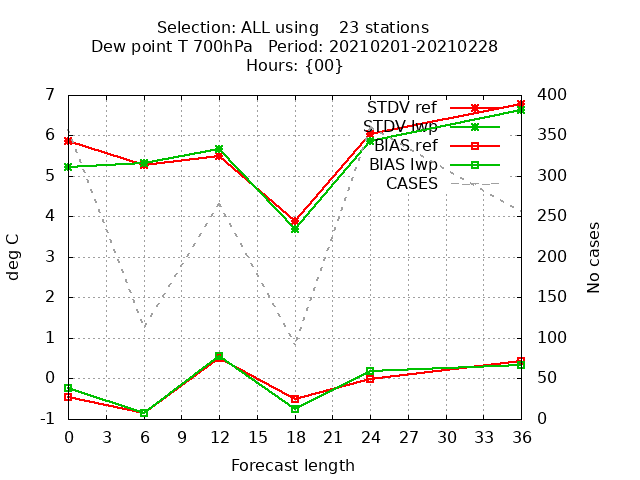 Selection: ALL using    23 stations
Dew point T 700hPa   Period: 20210201-20210228
Hours: {00}
7 400
STDV ref
STDV lwp
6 350
BIAS ref
BIAS lwp
5 300
CASES
4 250
deg C
No cases
3 200
2 150
1 100
0 50
-1 0
0 3 6 9 12 15 18 21 24 27 30 33 36
Forecast length